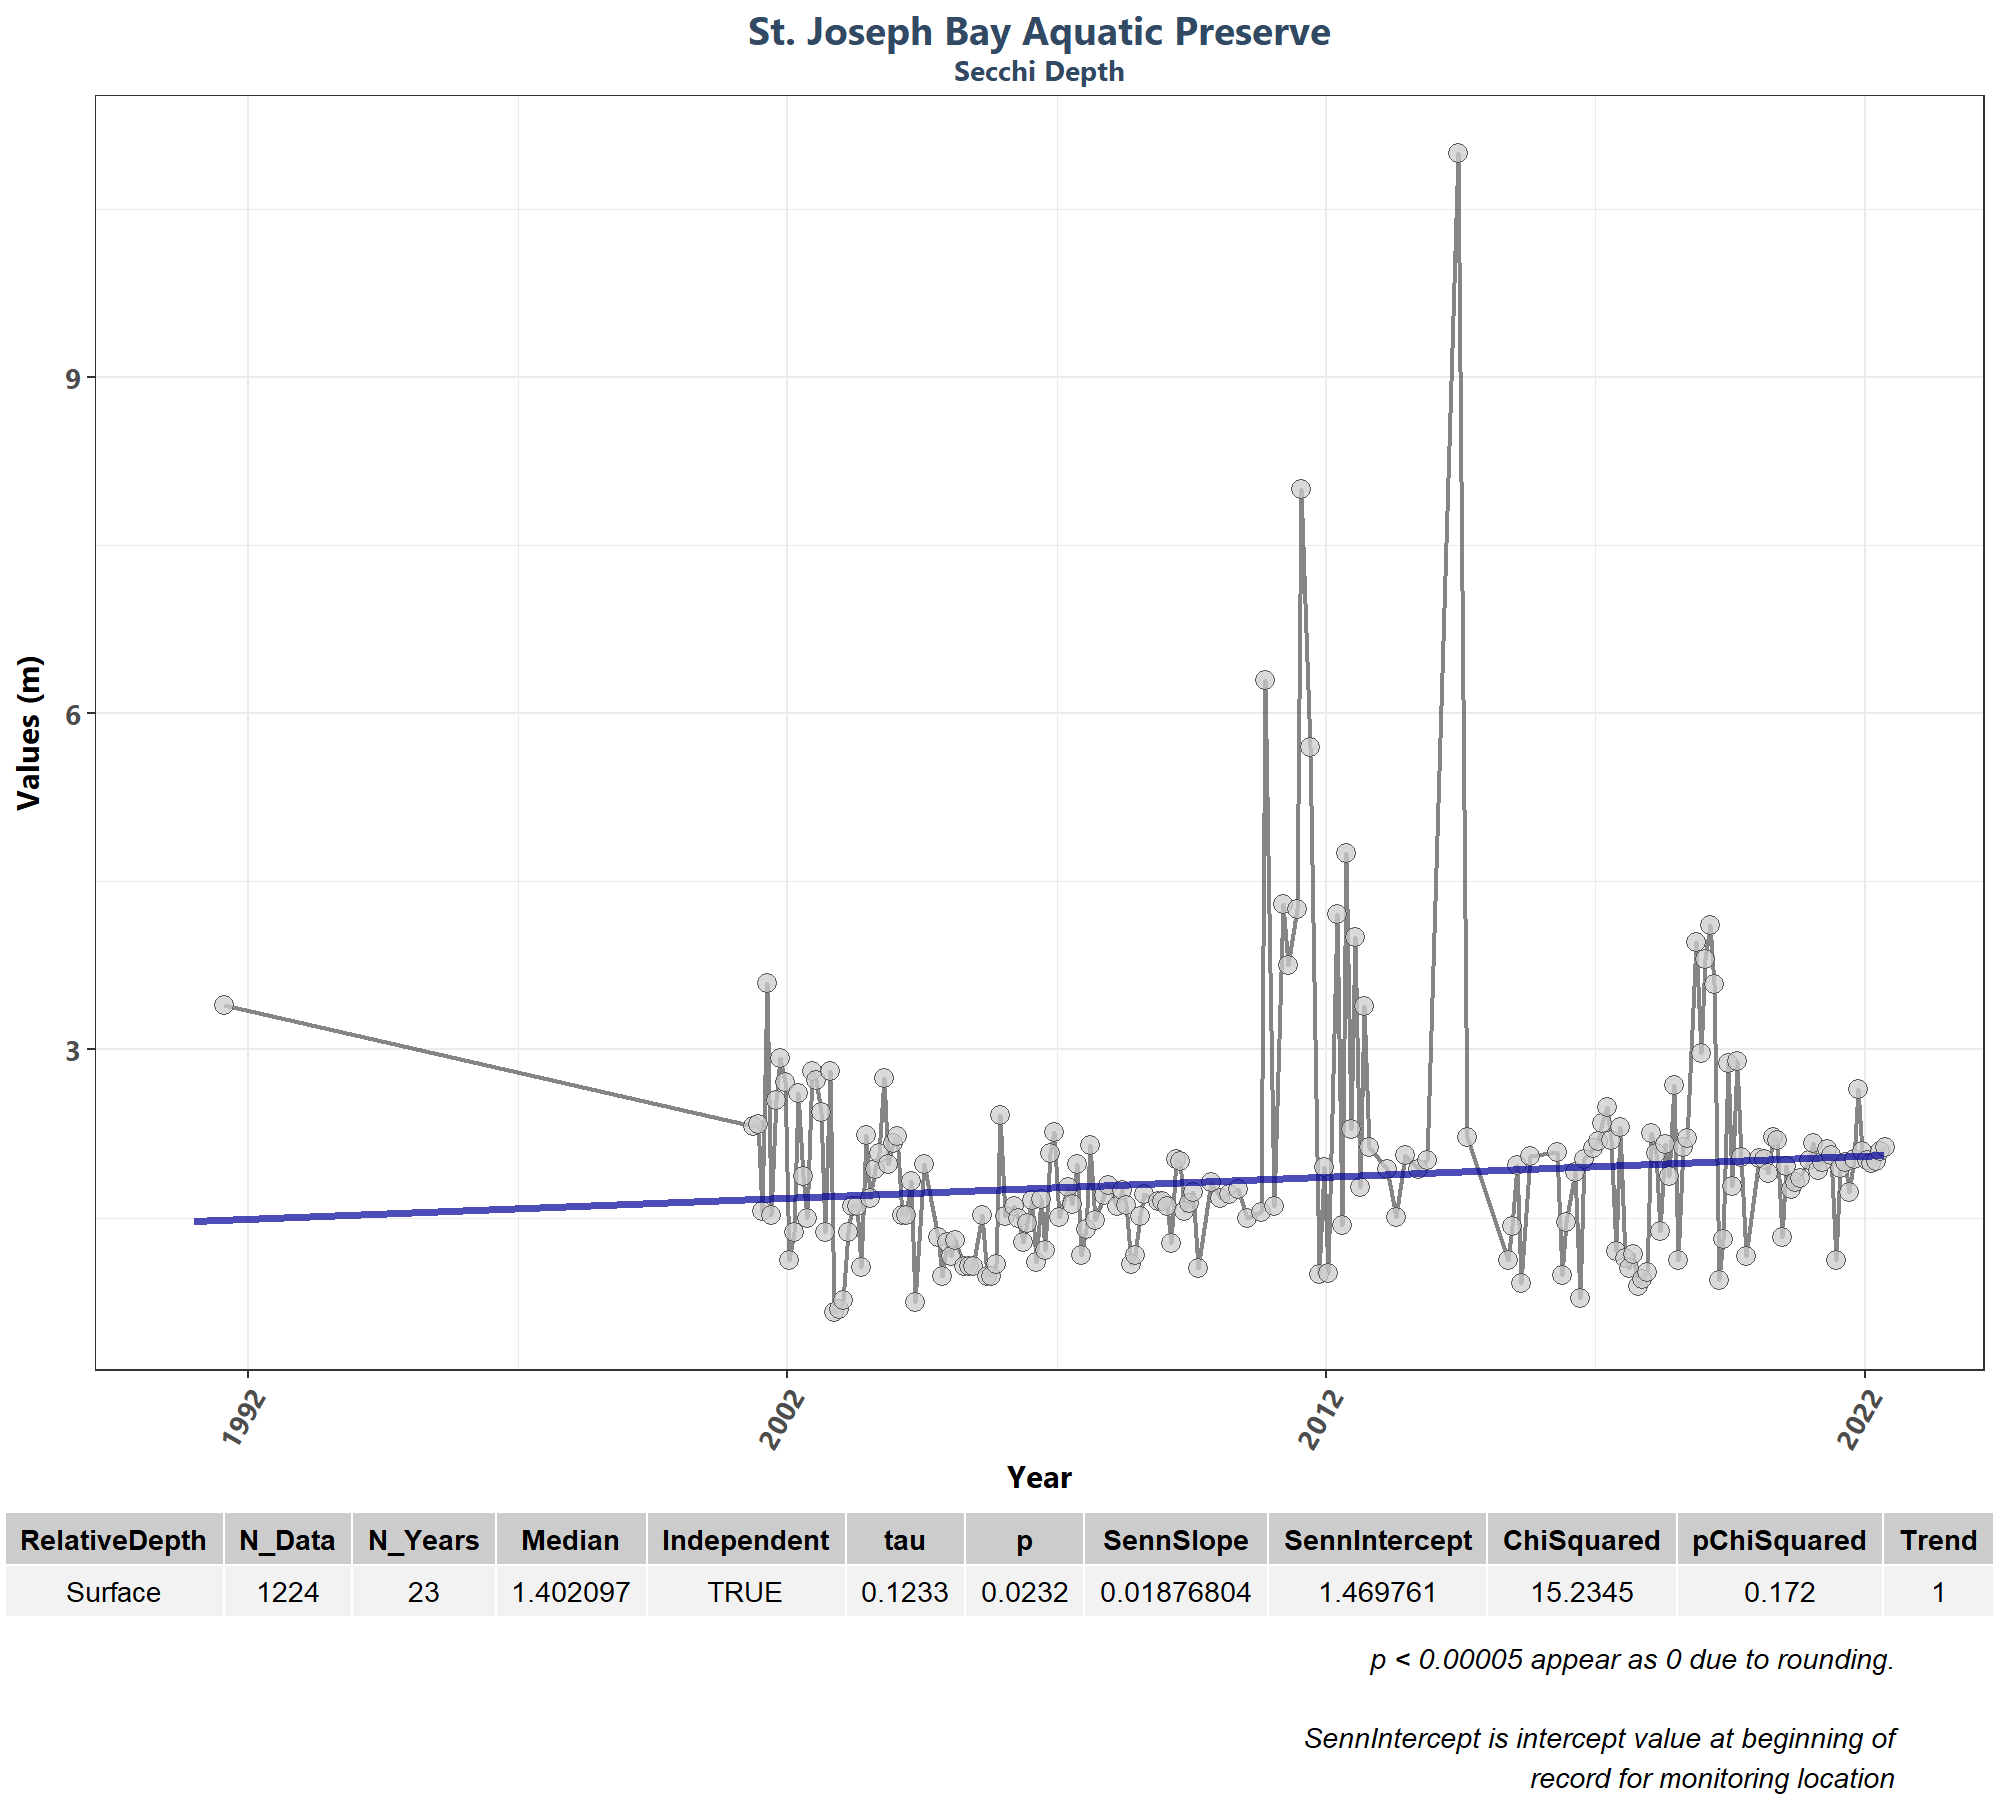 St. Joseph Bay Aquatic Preserve
Secchi Depth
Values (m)
9
6
3
1992
2002
2012
2022
Year
RelativeDepth N_Data N_Years Median Independent tau p SennSlope SennIntercept ChiSquared pChiSquared Trend
Surface 1224 23 1.402097 TRUE 0.1233 0.0232 0.01876804 1.469761 15.2345 0.172 1
p < 0.00005 appear as 0 due to rounding.
SennIntercept is intercept value at beginning of
record for monitoring location